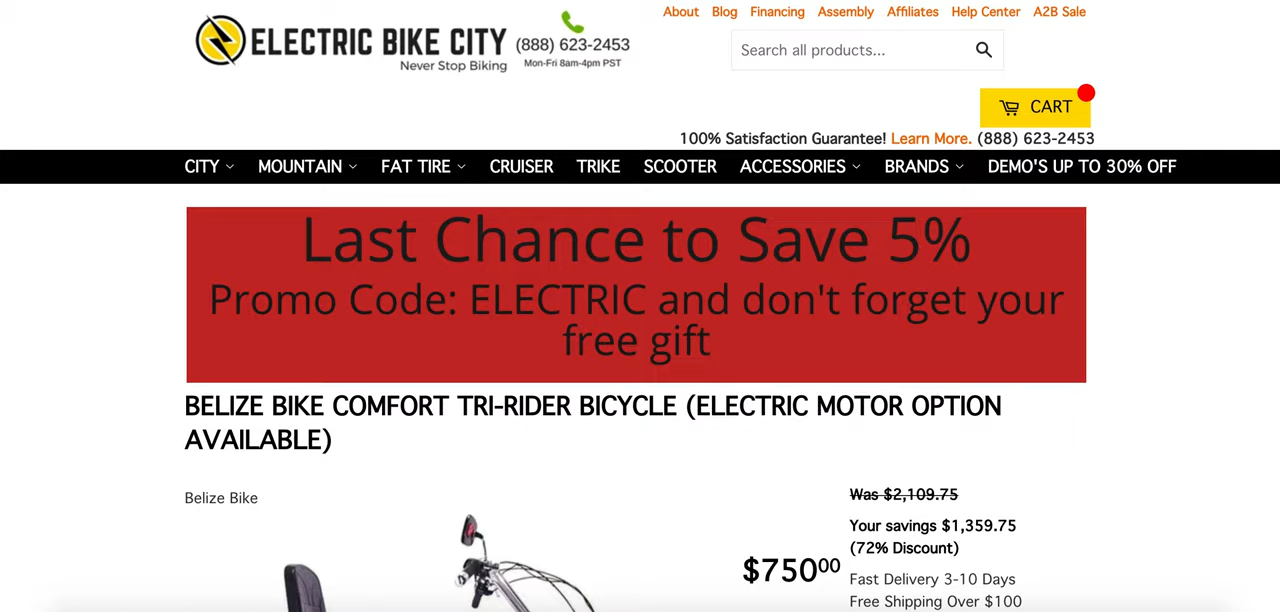 About Blog Financing Assembly Affiliates Help Center A2B Sale
ELECTRIC BIKE CITY
Never Stop Biking
(888) 623-2453
Mon-Fri 8am-4pm PST
Search all products...
CART
100% Satisfaction Guarantee! Learn More. (888) 623-2453
CITY MOUNTAIN FAT TIRE CRUISER TRIKE SCOOTER ACCESSORIES BRANDS DEMO'S UP TO 30% OFF
Last Chance to Save 5%
Promo Code: ELECTRIC and don't forget your
free gift
BELIZE BIKE COMFORT TRI-RIDER BICYCLE (ELECTRIC MOTOR OPTION
AVAILABLE)
Belize Bike
$75000
Was $2,109.75
Your savings $1,359.75
(72% Discount)
Fast Delivery 3-10 Days
Free Shipping Over $100